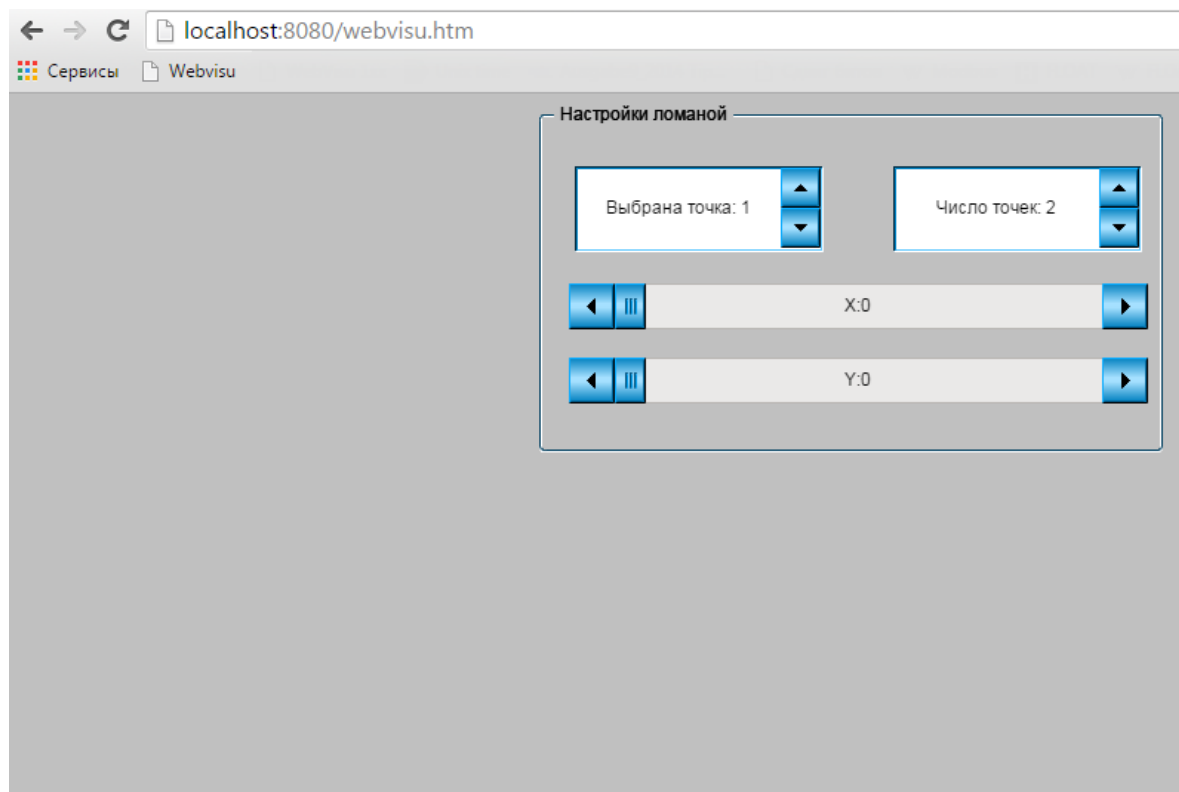 localhost:8080/webvisu.htm
Сервисы Webvisu
Настройки ломаной
Выбрана точка: 1
Число точек: 2
X:0
Y:0